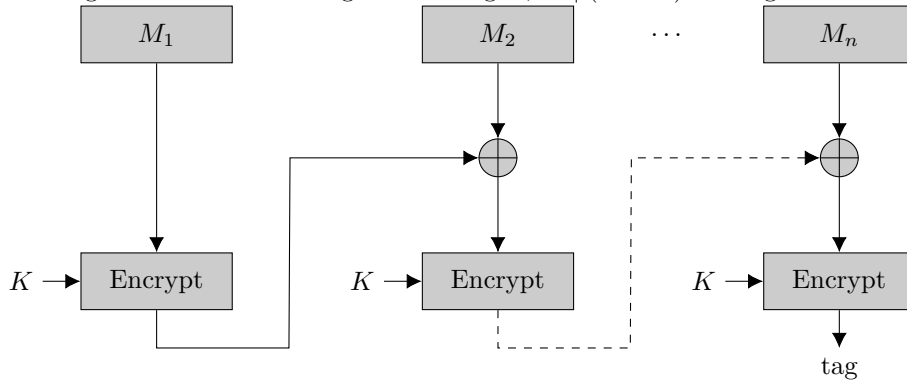 M₁ M₂ ⋯ Mₙ
K Encrypt K Encrypt K Encrypt
tag